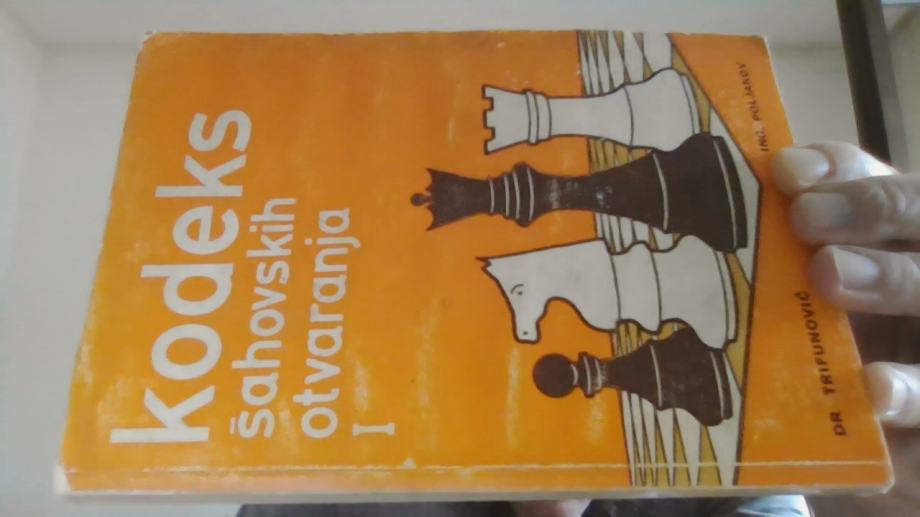 kodeks
šahovskih
otvaranja
I
DR TRIFUNOVIĆ
ING. POLJAKOV